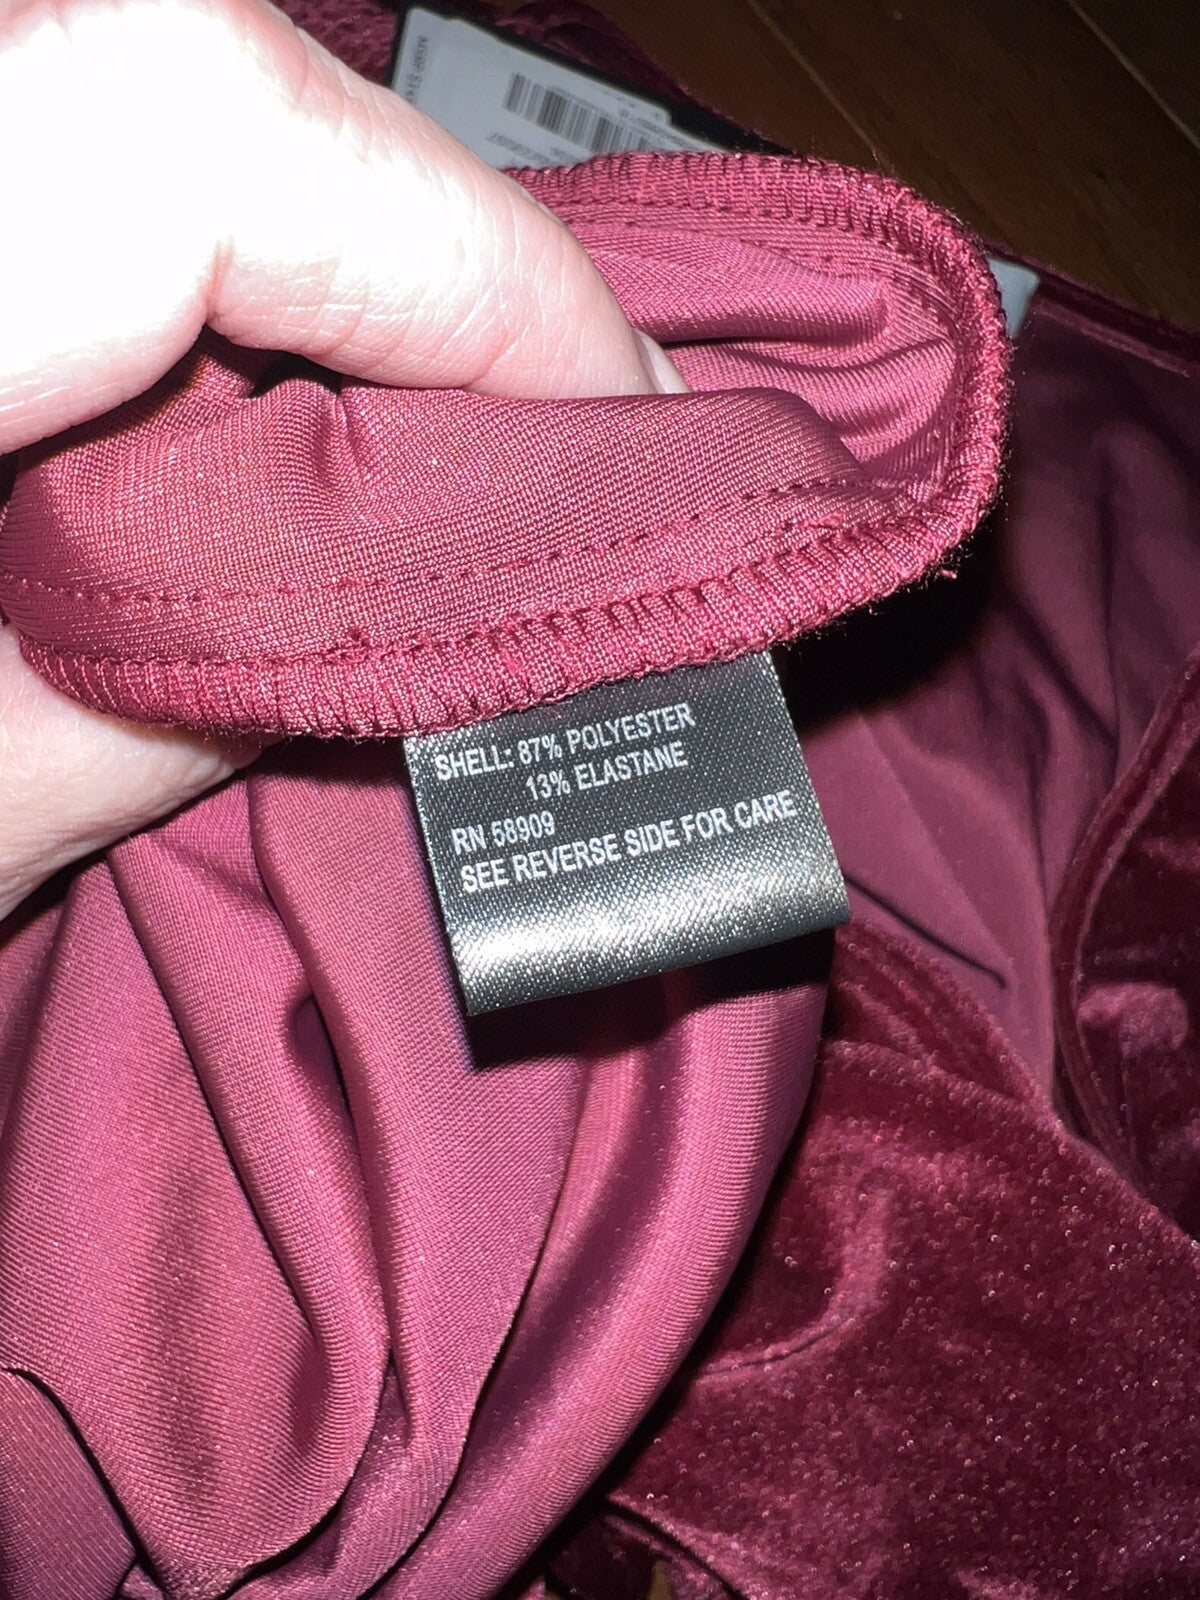 SHELL: 87% POLYESTER
13% ELASTANE
RN 58909
SEE REVERSE SIDE FOR CARE